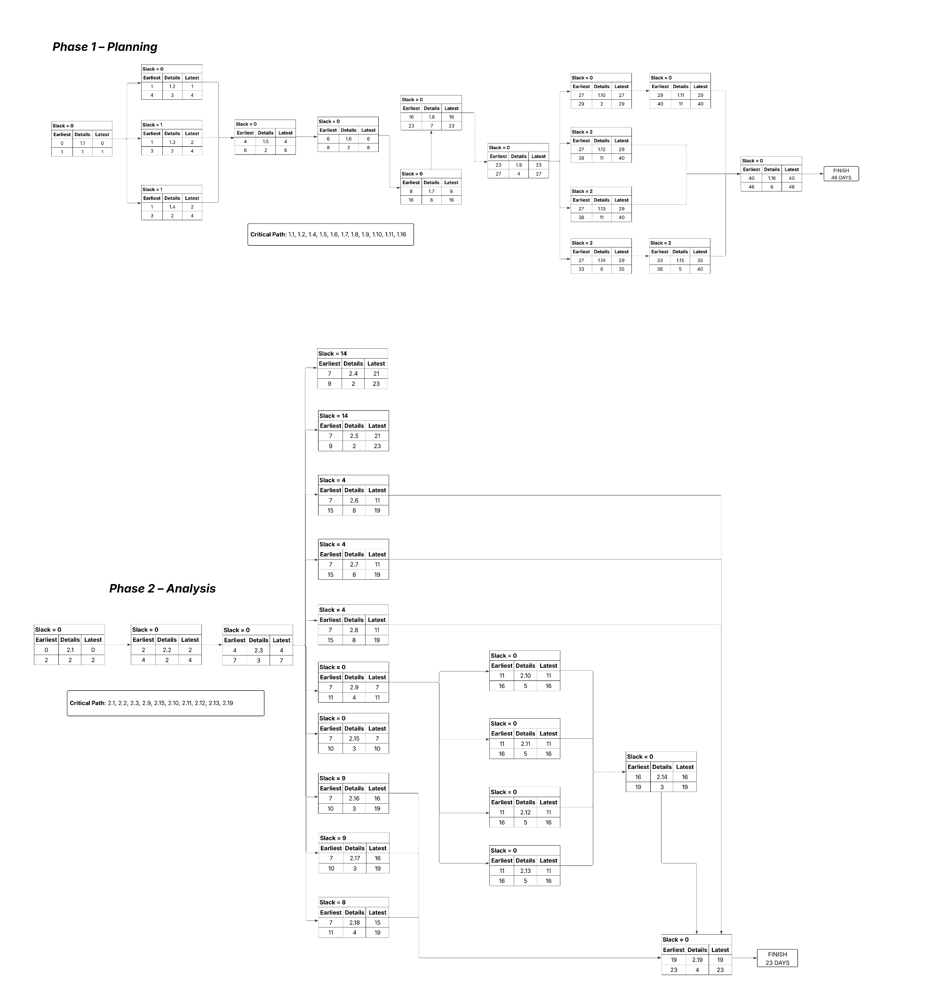 Phase 1 – Planning
Slack = 0
Earliest Details Latest
0 1.1 0
1 1 1
Slack = 0
Earliest Details Latest
1 1.2 1
4 3 4
Slack = 1
Earliest Details Latest
1 1.3 2
3 2 4
Slack = 1
Earliest Details Latest
1 1.4 2
3 2 4
Slack = 0
Earliest Details Latest
4 1.5 4
6 2 6
Slack = 0
Earliest Details Latest
6 1.6 6
8 2 8
Slack = 0
Earliest Details Latest
8 1.7 8
16 8 16
Slack = 0
Earliest Details Latest
16 1.8 16
23 7 23
Slack = 0
Earliest Details Latest
23 1.9 23
27 4 27
Slack = 0
Earliest Details Latest
27 1.10 27
29 2 29
Slack = 0
Earliest Details Latest
29 1.11 29
40 11 40
Slack = 2
Earliest Details Latest
27 1.12 29
38 11 40
Slack = 2
Earliest Details Latest
27 1.13 29
38 11 40
Slack = 2
Earliest Details Latest
27 1.14 29
33 6 35
Slack = 2
Earliest Details Latest
33 1.15 35
38 5 40
Slack = 0
Earliest Details Latest
40 1.16 40
46 6 46
FINISH
46 DAYS
Critical Path: 1.1, 1.2, 1.4, 1.5, 1.6, 1.7, 1.8, 1.9, 1.10, 1.11, 1.16
Phase 2 – Analysis
Slack = 0
Earliest Details Latest
0 2.1 0
2 2 2
Slack = 0
Earliest Details Latest
2 2.2 2
4 2 4
Slack = 0
Earliest Details Latest
4 2.3 4
7 3 7
Critical Path: 2.1, 2.2, 2.3, 2.9, 2.15, 2.10, 2.11, 2.12, 2.13, 2.19
Slack = 14
Earliest Details Latest
7 2.4 21
9 2 23
Slack = 14
Earliest Details Latest
7 2.5 21
9 2 23
Slack = 4
Earliest Details Latest
7 2.6 11
15 8 19
Slack = 4
Earliest Details Latest
7 2.7 11
15 8 19
Slack = 4
Earliest Details Latest
7 2.8 11
15 8 19
Slack = 0
Earliest Details Latest
7 2.9 7
11 4 11
Slack = 0
Earliest Details Latest
7 2.15 7
10 3 10
Slack = 9
Earliest Details Latest
7 2.16 16
10 3 19
Slack = 9
Earliest Details Latest
7 2.17 16
10 3 19
Slack = 8
Earliest Details Latest
7 2.18 15
11 4 19
Slack = 0
Earliest Details Latest
11 2.10 11
16 5 16
Slack = 0
Earliest Details Latest
11 2.11 11
16 5 16
Slack = 0
Earliest Details Latest
11 2.12 11
16 5 16
Slack = 0
Earliest Details Latest
11 2.13 11
16 5 16
Slack = 0
Earliest Details Latest
16 2.14 16
19 3 19
Slack = 0
Earliest Details Latest
19 2.19 19
23 4 23
FINISH
23 DAYS